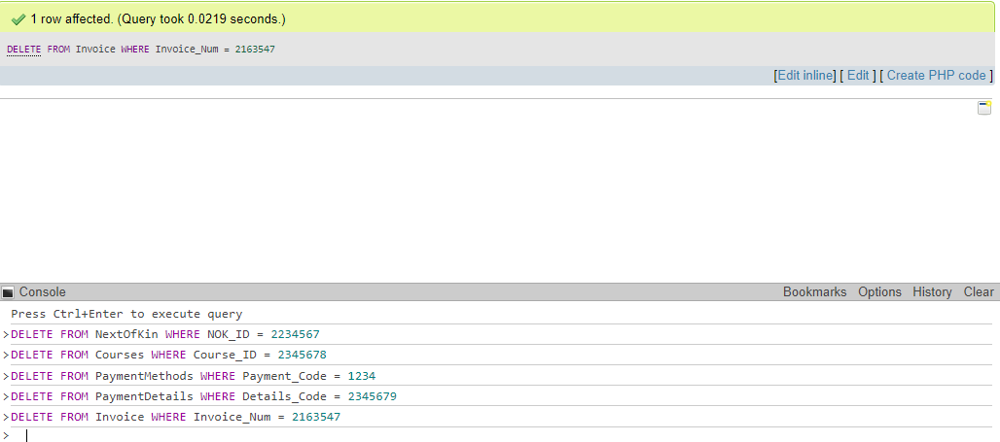 1 row affected. (Query took 0.0219 seconds.)
DELETE FROM Invoice WHERE Invoice_Num = 2163547
[Edit inline] [ Edit ] [ Create PHP code ]
Console Bookmarks Options History Clear
Press Ctrl+Enter to execute query
>DELETE FROM NextOfKin WHERE NOK_ID = 2234567
>DELETE FROM Courses WHERE Course_ID = 2345678
>DELETE FROM PaymentMethods WHERE Payment_Code = 1234
>DELETE FROM PaymentDetails WHERE Details_Code = 2345679
>DELETE FROM Invoice WHERE Invoice_Num = 2163547
>